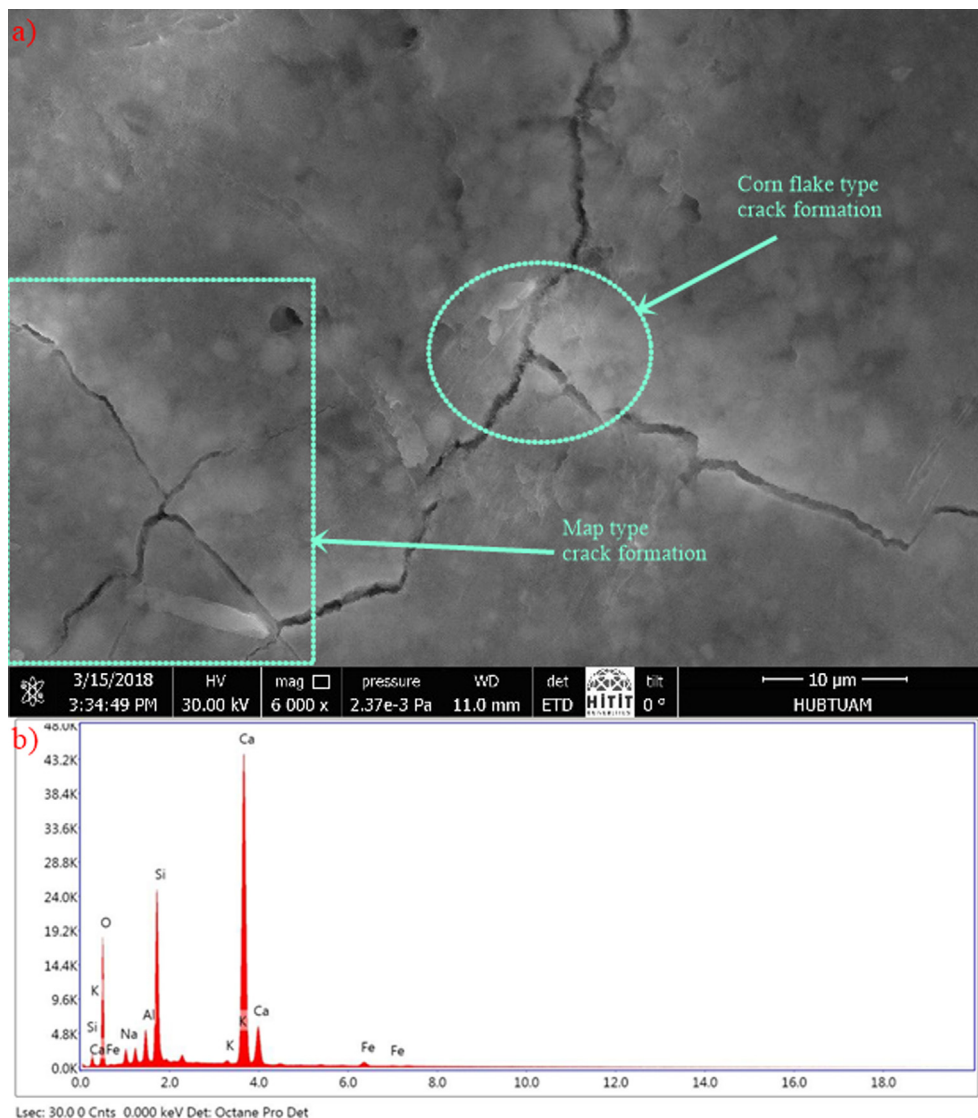 a)
Corn flake type
crack formation
Map type
crack formation
3/15/2018
3:34:49 PM
HV
30.00 kV
mag
6 000 x
pressure
2.37e-3 Pa
WD
11.0 mm
det
ETD
HİTİT
tilt
0 °
10 µm
HUBTUAM
b)
48.0K
43.2K
38.4K
33.6K
28.8K
24.0K
19.2K
14.4K
9.6K
4.8K
0.0K
Ca
Si
O
K
Si
Ca
Fe
Na
Al
K
K
Ca
Fe
Fe
0.0
2.0
4.0
6.0
8.0
10.0
12.0
14.0
16.0
18.0
Lsec: 30.0 0 Cnts 0.000 keV Det: Octane Pro Det